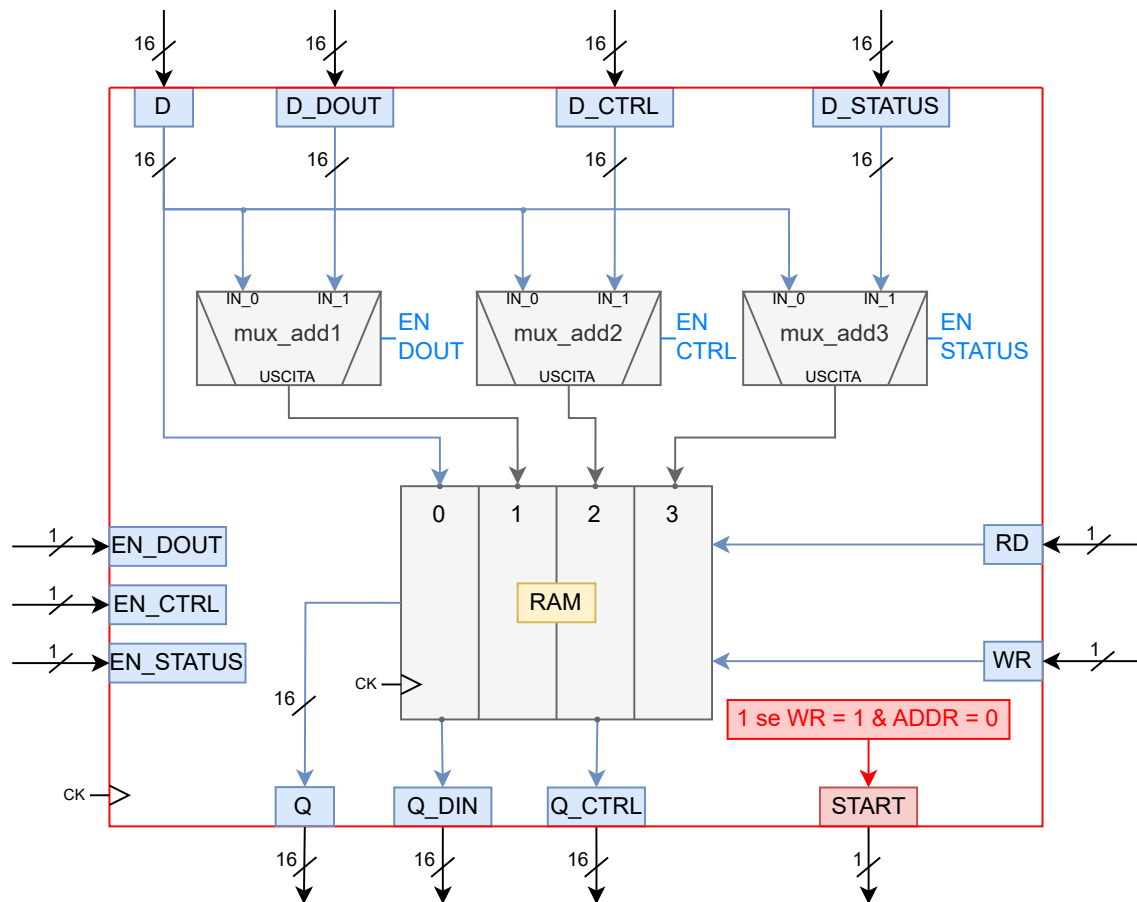 16 16 16 16
D D_DOUT D_CTRL D_STATUS
16 16 16 16
IN_0 IN_1 IN_0 IN_1 IN_0 IN_1
mux_add1 EN DOUT mux_add2 EN CTRL mux_add3 EN STATUS
USCITA USCITA USCITA
0 1 2 3
1 EN_DOUT RD 1
1 EN_CTRL RAM
1 EN_STATUS WR 1
CK
16
1 se WR = 1 & ADDR = 0
CK
Q Q_DIN Q_CTRL START
16 16 16 1